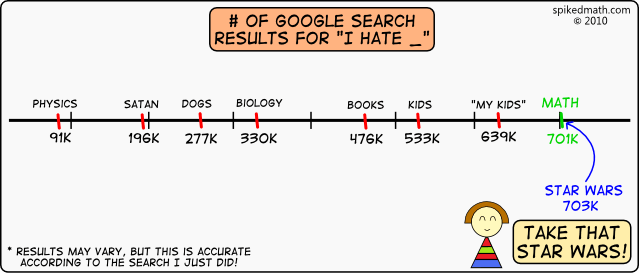 spikedmath.com
© 2010
# OF GOOGLE SEARCH
RESULTS FOR "I HATE _"
PHYSICS SATAN DOGS BIOLOGY BOOKS KIDS "MY KIDS" MATH
91K 196K 277K 330K 476K 533K 639K 701K
STAR WARS
703K
TAKE THAT
STAR WARS!
* RESULTS MAY VARY, BUT THIS IS ACCURATE
ACCORDING TO THE SEARCH I JUST DID!